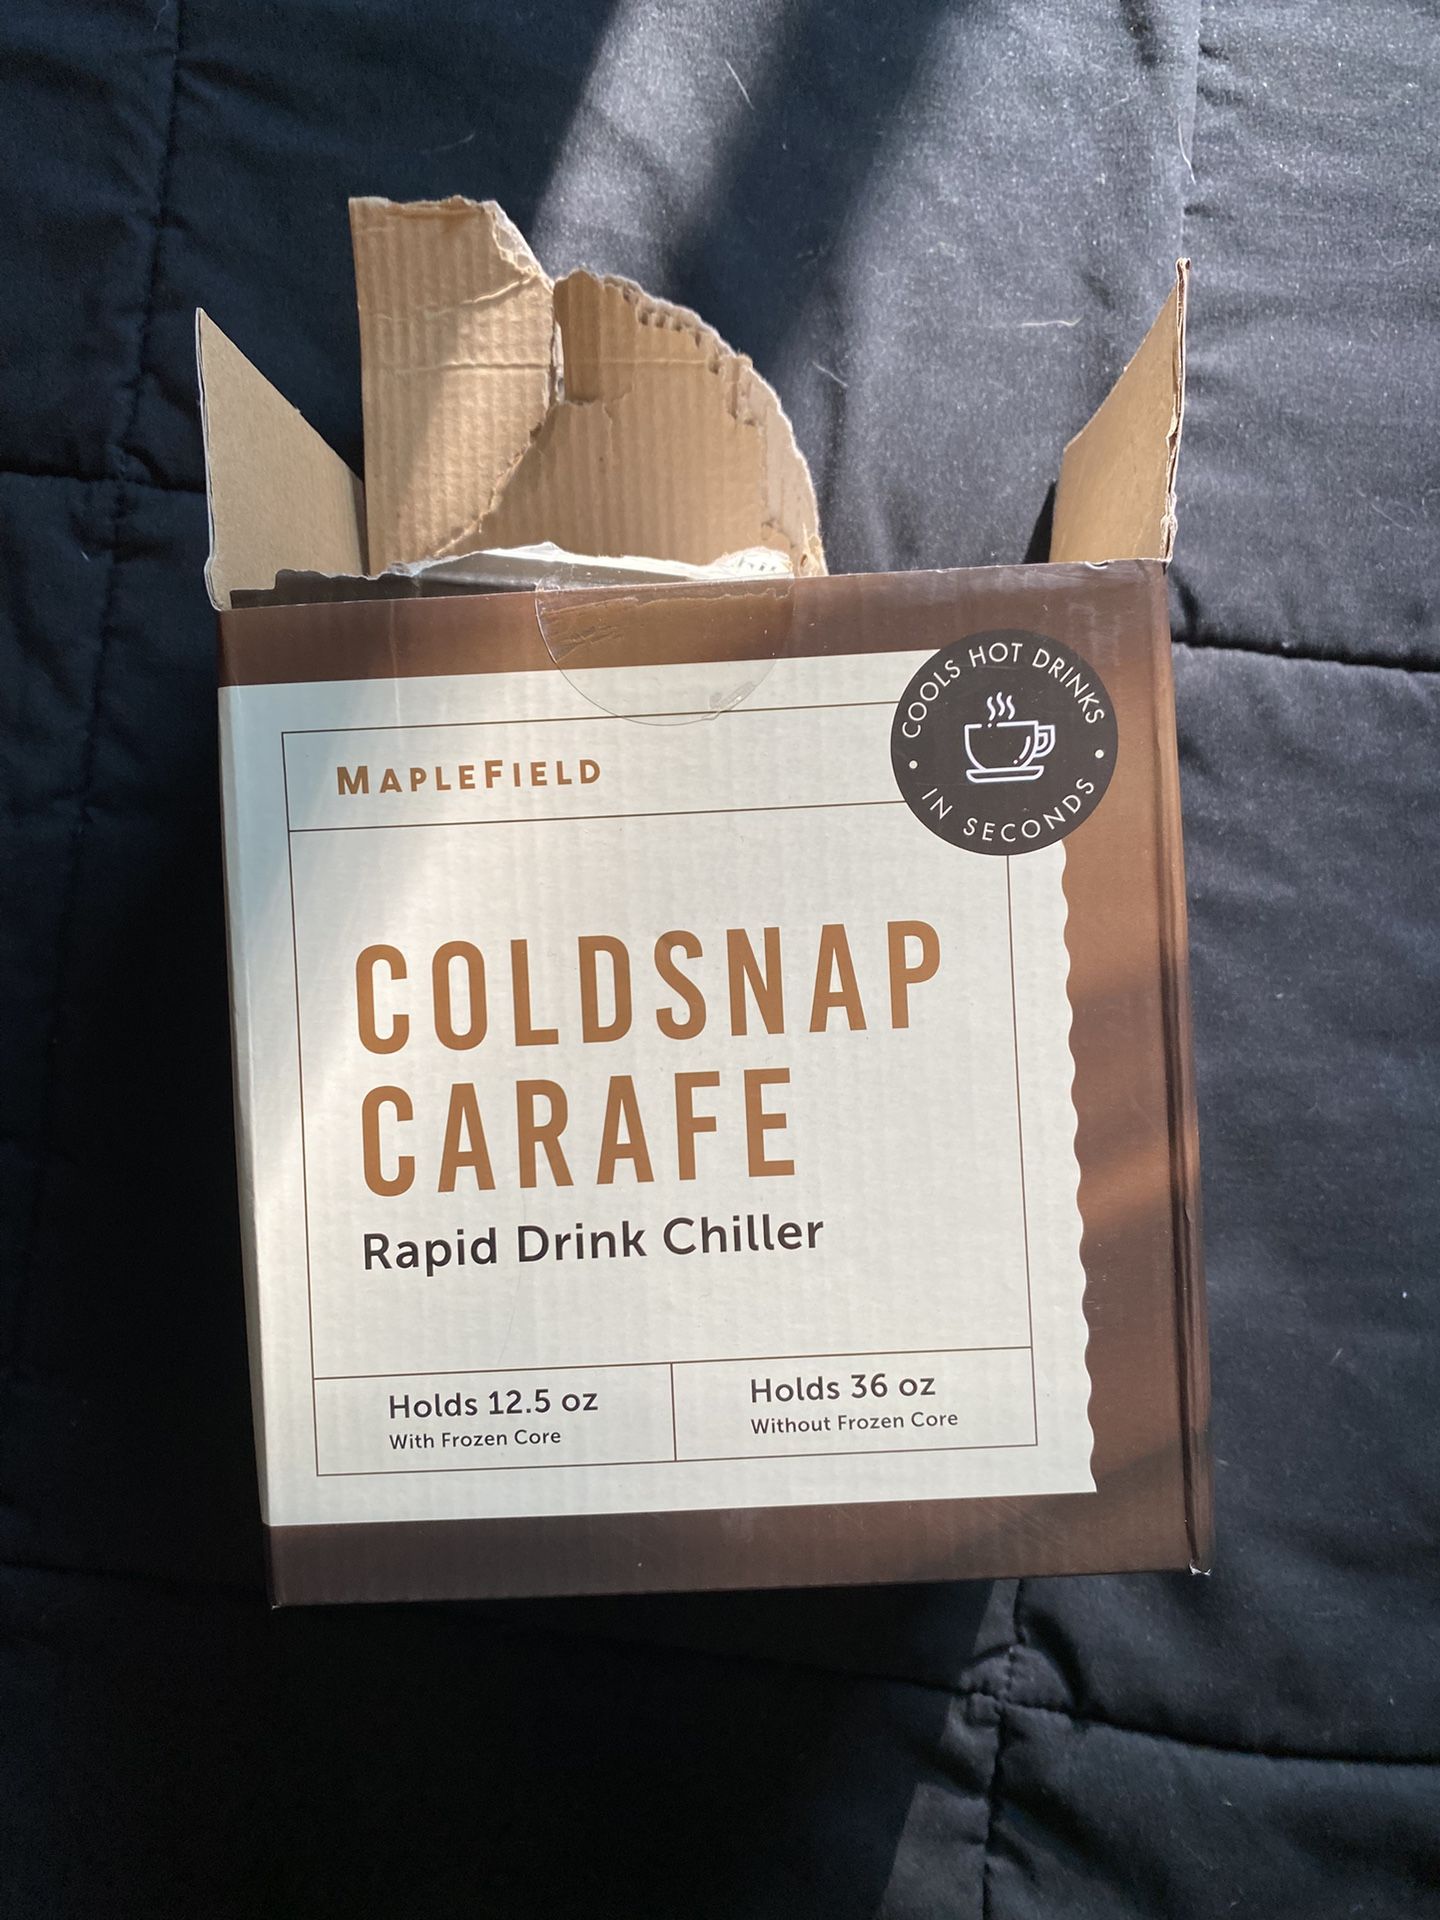 MAPLEFIELD
COOLS HOT DRINKS
• IN SECONDS •
COLDSNAP
CARAFE
Rapid Drink Chiller
Holds 12.5 oz
With Frozen Core
Holds 36 oz
Without Frozen Core